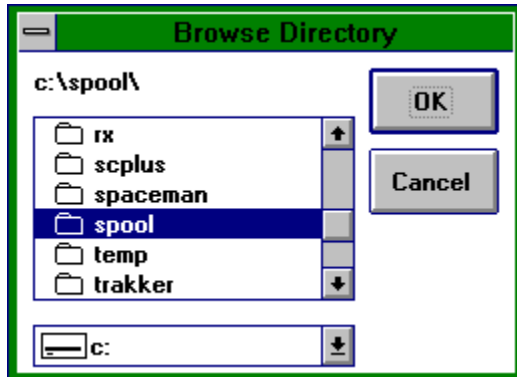 Browse Directory
c:\spool\
OK
rx
scplus
spaceman
Cancel
spool
temp
trakker
c: